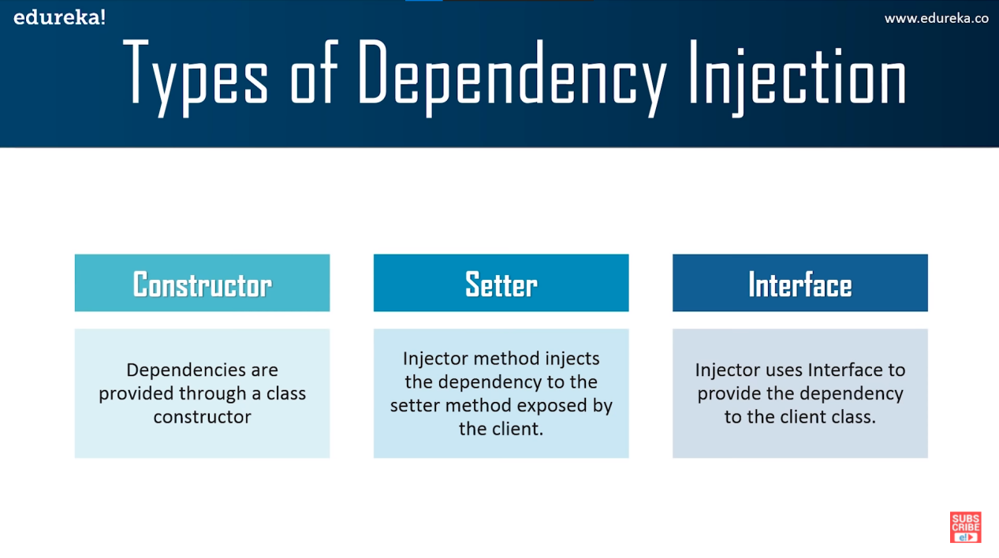 edureka!
www.edureka.co
Types of Dependency Injection
Constructor
Dependencies are
provided through a class
constructor
Setter
Injector method injects
the dependency to the
setter method exposed by
the client.
Interface
Injector uses Interface to
provide the dependency
to the client class.
SUBS
CRIBE
e!